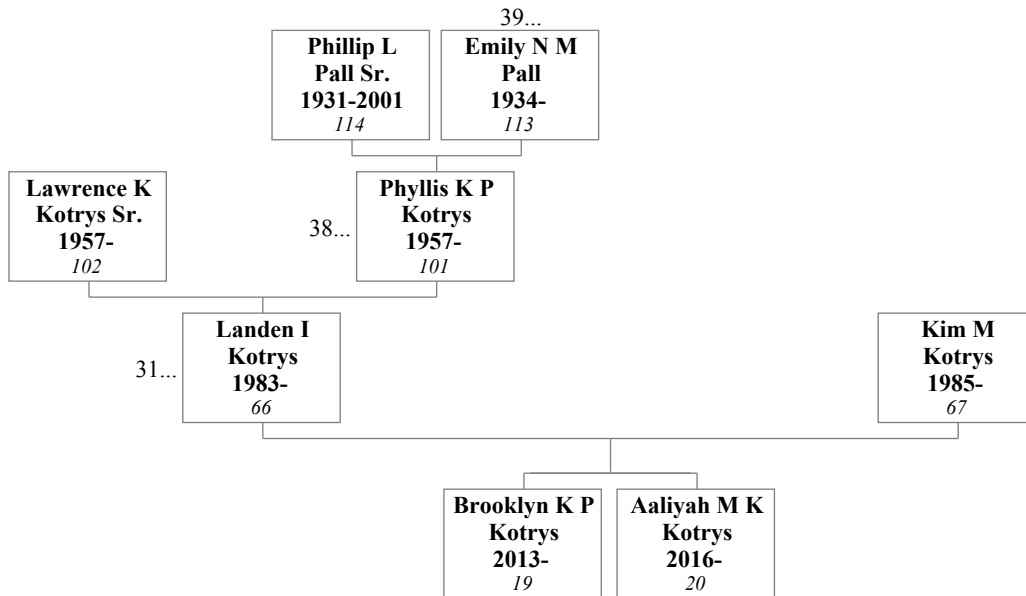 39...
Phillip L
Pall Sr.
1931-2001
114
Emily N M
Pall
1934-
113
Lawrence K
Kotrys Sr.
1957-
102
38...
Phyllis K P
Kotrys
1957-
101
31...
Landen I
Kotrys
1983-
66
Kim M
Kotrys
1985-
67
Brooklyn K P
Kotrys
2013-
19
Aaliyah M K
Kotrys
2016-
20